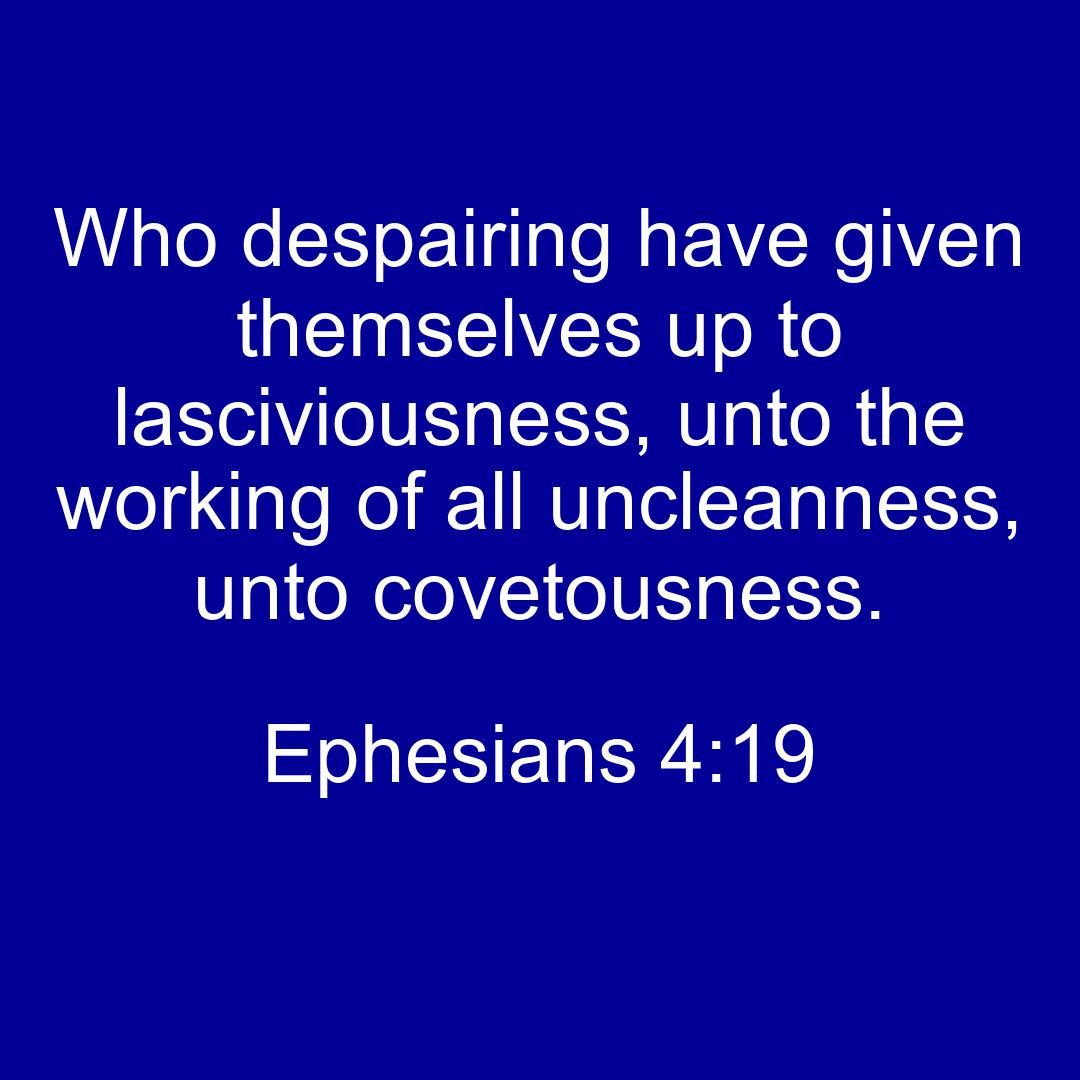 Who despairing have given
themselves up to
lasciviousness, unto the
working of all uncleanness,
unto covetousness.
Ephesians 4:19